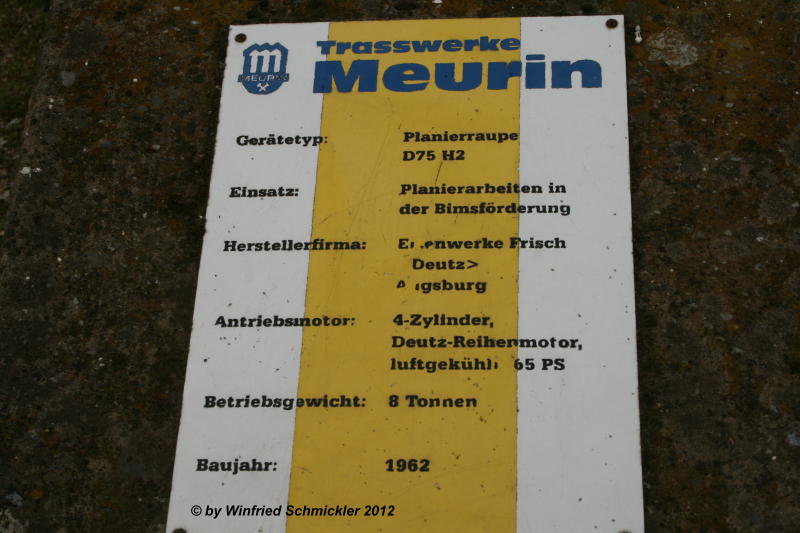 Trasswerke
Meurin
m
MEURIN
Gerätetyp: Planierraupe
D75 H2
Einsatz: Planierarbeiten in
der Bimsförderung
Herstellerfirma: Frisch
Deutz>
Antriebsmotor: 4-Zylinder,
Deutz-Reihenmotor,
65 PS
Betriebsgewicht: 8 Tonnen
Baujahr: 1962
© by Winfried Schmickler 2012